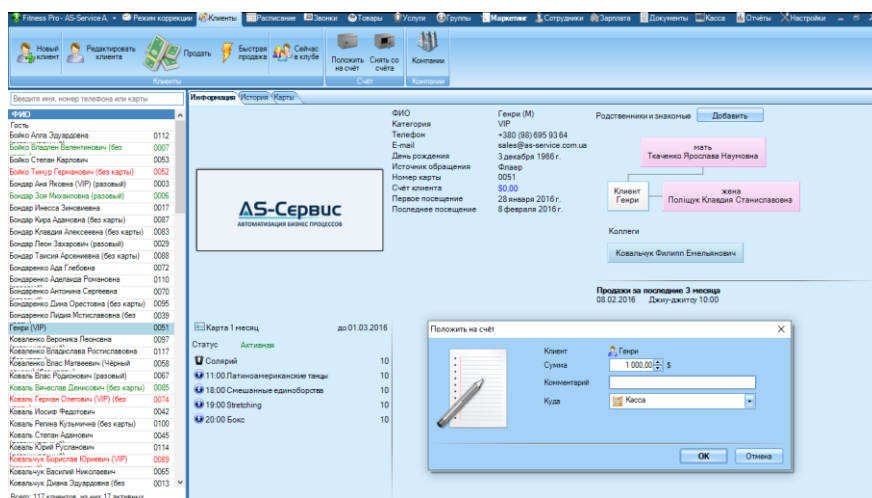 Fitness Pro - AS-Service A.
Режим коррекции
Клиенты
Расписание
Звонки
Товары
Услуги
Группы
Маркетинг
Сотрудники
Зарплата
Документы
Касса
Отчёты
Настройки
Новый клиент
Редактировать клиента
Продать
Быстрая продажа
Сейчас в клубе
Положить на счёт
Снять со счёта
Компании
Клиенты
Счёт
Компании
Введите имя, номер телефона или карты
ФИО
Гость
Бойко Алла Эдуардовна 0112
Бойко Владлен Валентинович (без 0007
Бойко Степан Карлович 0053
Бойко Тимур Германович (без карты) 0052
Бондар Аня Яковна (VIP) (разовый) 0003
Бондар Зоя Михаиловна (разовый) 0006
Бондар Инесса Зиновиевна 0017
Бондар Кира Адамовна (без карты) 0087
Бондар Клавдия Алексеевна (без карты) 0083
Бондар Леон Захарович (разовый) 0029
Бондар Таисия Арсениевна (без карты) 0088
Бондаренко Ада Глебовна 0072
Бондаренко Аделаида Романовна 0110
Бондаренко Антонина Сергеевна 0070
Бондаренко Дина Орестовна (без карты) 0095
Бондаренко Лидия Мстиславовна (без 0039
Генри (VIP) 0051
Коваленко Вероника Леоновна 0097
Коваленко Владислава Ростиславовна 0117
Коваленко Влас Матвеевич (Чёрный 0058
Коваль Влас Родионович (разовый) 0067
Коваль Вячеслав Денисович (без карты) 0085
Коваль Герман Олегович (VIP) (без 0074
Коваль Иосиф Федотович 0042
Коваль Регина Кузьмична (без карты) 0100
Коваль Степан Адамович 0045
Коваль Юрий Русланович 0114
Ковальчук Борислав Юриевич (VIP) 0089
Ковальчук Василий Николаевич 0065
Ковальчук Диана Эдуардовна (без 0013
Всего: 117 клиентов, из них 17 активных
Информация
История
Карты
AS-Сервис
АВТОМАТИЗАЦИЯ БИЗНЕС ПРОЦЕССОВ
ФИО Генри (М)
Категория VIP
Телефон +380 (98) 695 93 64
E-mail sales@as-service.com.ua
День рождения 3 декабря 1966 г.
Источник обращения Флаер
Номер карты 0051
Счёт клиента $0,00
Первое посещение 28 января 2016 г.
Последнее посещение 8 февраля 2016 г.
Родственники и знакомые
Добавить
мать
Ткаченко Ярослава Наумовна
Клиент
Генри
жена
Поліщук Клавдия Станиславовна
Коллеги
Ковальчук Филипп Емельянович
Продажи за последние 3 месяца
08.02.2016 Джиу-джитсу 10:00
Карта 1 месяц до 01.03.2016
Статус Активная
Солярий 10
11:00 Латиноамериканские танцы 10
18:00 Смешанные единоборства 10
19:00 Stretching 10
20:00 Бокс 10
Положить на счёт
Клиент Генри
Сумма 1 000,00 $
Комментарий
Куда Касса
OK
Отмена